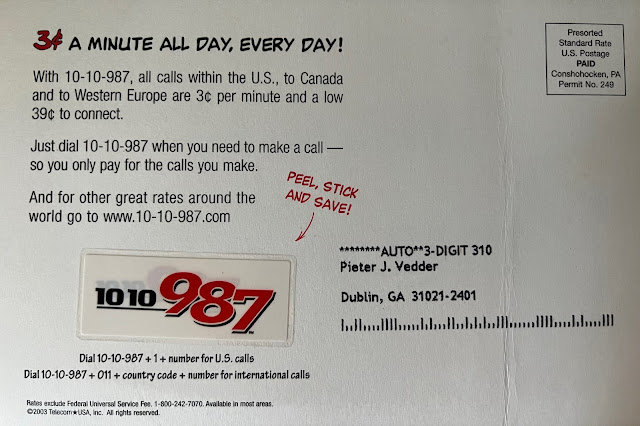 3¢ A MINUTE ALL DAY, EVERY DAY!
Presorted
Standard Rate
U.S. Postage
PAID
Conshohocken, PA
Permit No. 249
With 10-10-987, all calls within the U.S., to Canada
and to Western Europe are 3¢ per minute and a low
39¢ to connect.
Just dial 10-10-987 when you need to make a call —
so you only pay for the calls you make.
And for other great rates around the
world go to www.10-10-987.com
PEEL, STICK
AND SAVE!
********AUTO**3-DIGIT 310
Pieter J. Vedder
Dublin, GA 31021-2401
10 10 987
Dial 10-10-987 + 1 + number for U.S. calls
Dial 10-10-987 + 011 + country code + number for international calls
Rates exclude Federal Universal Service Fee. 1-800-242-7070. Available in most areas.
©2003 Telecom★USA, Inc. All rights reserved.